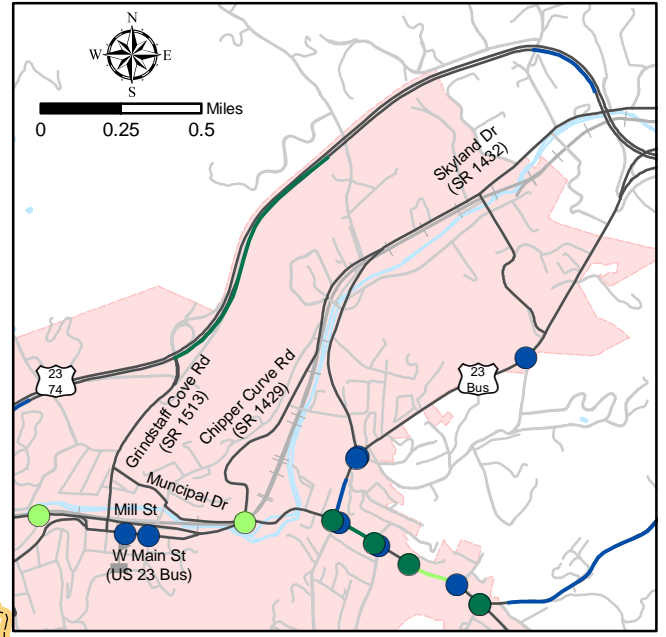 N
W E
S
Miles
0 0.25 0.5
Skyland Dr
(SR 1432)
23
74
Grindstaff Cove Rd
(SR 1513)
Chipper Curve Rd
(SR 1429)
23
Bus
Muncipal Dr
Mill St
W Main St
(US 23 Bus)